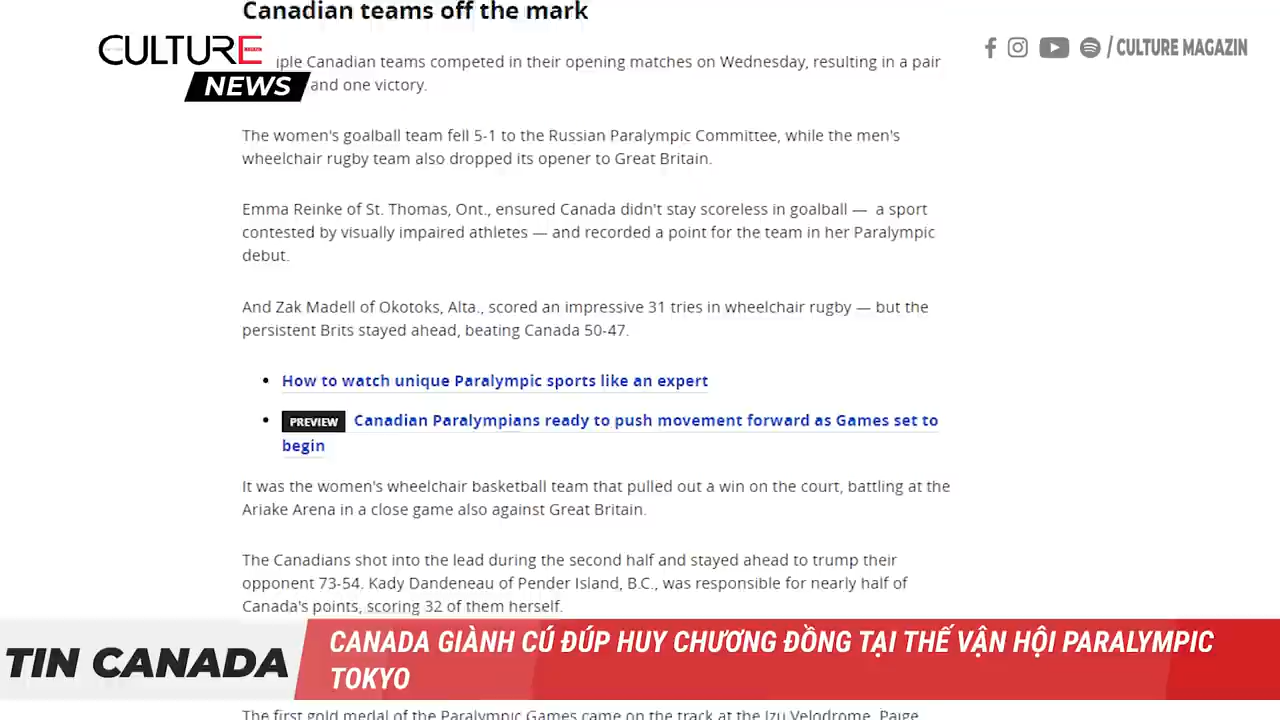 Canadian teams off the mark
CULTURE
iple Canadian teams competed in their opening matches on Wednesday, resulting in a pair
NEWS
and one victory.
/ CULTURE MAGAZIN
The women's goalball team fell 5-1 to the Russian Paralympic Committee, while the men's
wheelchair rugby team also dropped its opener to Great Britain.
Emma Reinke of St. Thomas, Ont., ensured Canada didn't stay scoreless in goalball — a sport
contested by visually impaired athletes — and recorded a point for the team in her Paralympic
debut.
And Zak Madell of Okotoks, Alta., scored an impressive 31 tries in wheelchair rugby — but the
persistent Brits stayed ahead, beating Canada 50-47.
• How to watch unique Paralympic sports like an expert
• PREVIEW Canadian Paralympians ready to push movement forward as Games set to
begin
It was the women's wheelchair basketball team that pulled out a win on the court, battling at the
Ariake Arena in a close game also against Great Britain.
The Canadians shot into the lead during the second half and stayed ahead to trump their
opponent 73-54. Kady Dandeneau of Pender Island, B.C., was responsible for nearly half of
Canada's points, scoring 32 of them herself.
TIN CANADA
CANADA GIÀNH CÚ ĐÚP HUY CHƯƠNG ĐỒNG TẠI THẾ VẬN HỘI PARALYMPIC
TOKYO
The first gold medal of the Paralympic Games came on the track at the Izu Velodrome. Paige